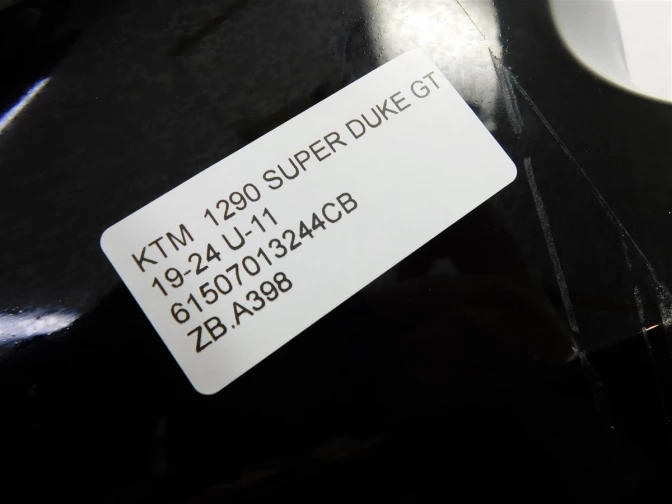 KTM 1290 SUPER DUKE GT
19-24 U-11
61507013244CB
ZB.A398